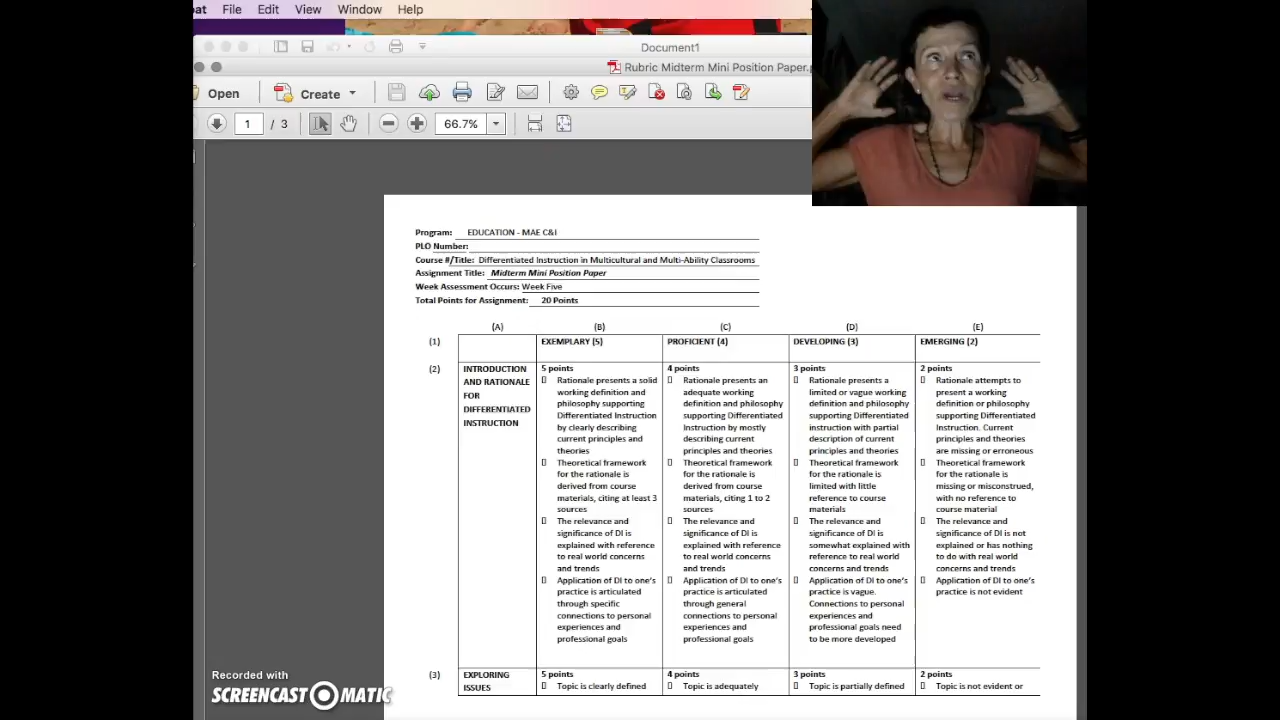 at File Edit View Window Help
Document1
Rubric Midterm Mini Position Paper.p
Open Create
1 / 3 66.7%
Program: EDUCATION - MAE C&I
PLO Number:
Course #/Title: Differentiated Instruction in Multicultural and Multi-Ability Classrooms
Assignment Title: Midterm Mini Position Paper
Week Assessment Occurs: Week Five
Total Points for Assignment: 20 Points
(A) (B) (C) (D) (E)
(1) EXEMPLARY (5) PROFICIENT (4) DEVELOPING (3) EMERGING (2)
(2) INTRODUCTION
AND RATIONALE
FOR
DIFFERENTIATED
INSTRUCTION
5 points
Rationale presents a solid
working definition and
philosophy supporting
Differentiated Instruction
by clearly describing
current principles and
theories
Theoretical framework
for the rationale is
derived from course
materials, citing at least 3
sources
The relevance and
significance of DI is
explained with reference
to real world concerns
and trends
Application of DI to one's
practice is articulated
through specific
connections to personal
experiences and
professional goals
4 points
Rationale presents an
adequate working
definition and philosophy
supporting Differentiated
Instruction by mostly
describing current
principles and theories
Theoretical framework
for the rationale is
derived from course
materials, citing 1 to 2
sources
The relevance and
significance of DI is
explained with reference
to real world concerns
and trends
Application of DI to one's
practice is articulated
through general
connections to personal
experiences and
professional goals
3 points
Rationale presents a
limited or vague working
definition and philosophy
supporting Differentiated
instruction with partial
description of current
principles and theories
Theoretical framework
for the rationale is
limited with little
reference to course
materials
The relevance and
significance of DI is
somewhat explained with
reference to real world
concerns and trends
Application of DI to one's
practice is vague.
Connections to personal
experiences and
professional goals need
to be more developed
2 points
Rationale attempts to
present a working
definition or philosophy
supporting Differentiated
Instruction. Current
principles and theories
are missing or erroneous
Theoretical framework
for the rationale is
missing or misconstrued,
with no reference to
course material
The relevance and
significance of DI is not
explained or has nothing
to do with real world
concerns and trends
Application of DI to one's
practice is not evident
(3) EXPLORING
ISSUES
5 points
Topic is clearly defined
4 points
Topic is adequately
3 points
Topic is partially defined
2 points
Topic is not evident or
Recorded with
SCREENCAST MATIC